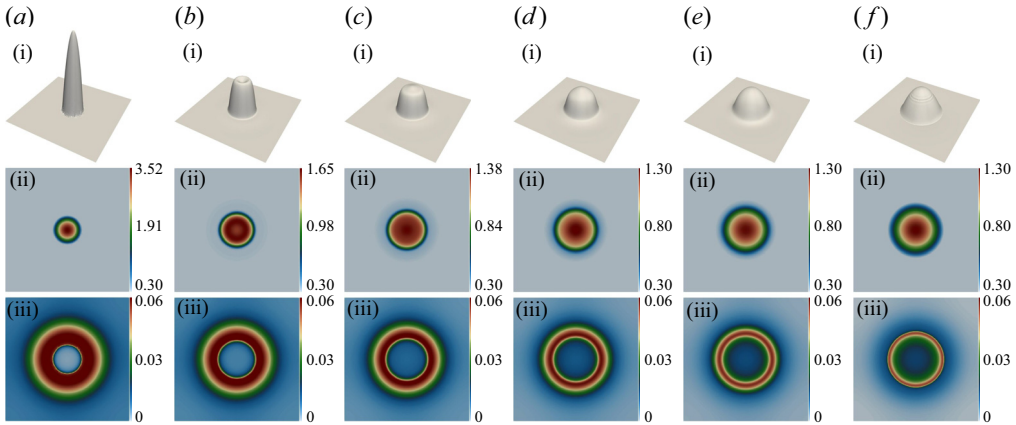 (a) (b) (c) (d) (e) (f)
(i) (i) (i) (i) (i) (i)
(ii) 3.52 (ii) 1.65 (ii) 1.38 (ii) 1.30 (ii) 1.30 (ii) 1.30
1.91 0.98 0.84 0.80 0.80 0.80
0.30 0.30 0.30 0.30 0.30 0.30
(iii) 0.06 (iii) 0.06 (iii) 0.06 (iii) 0.06 (iii) 0.06 (iii) 0.06
0.03 0.03 0.03 0.03 0.03 0.03
0 0 0 0 0 0